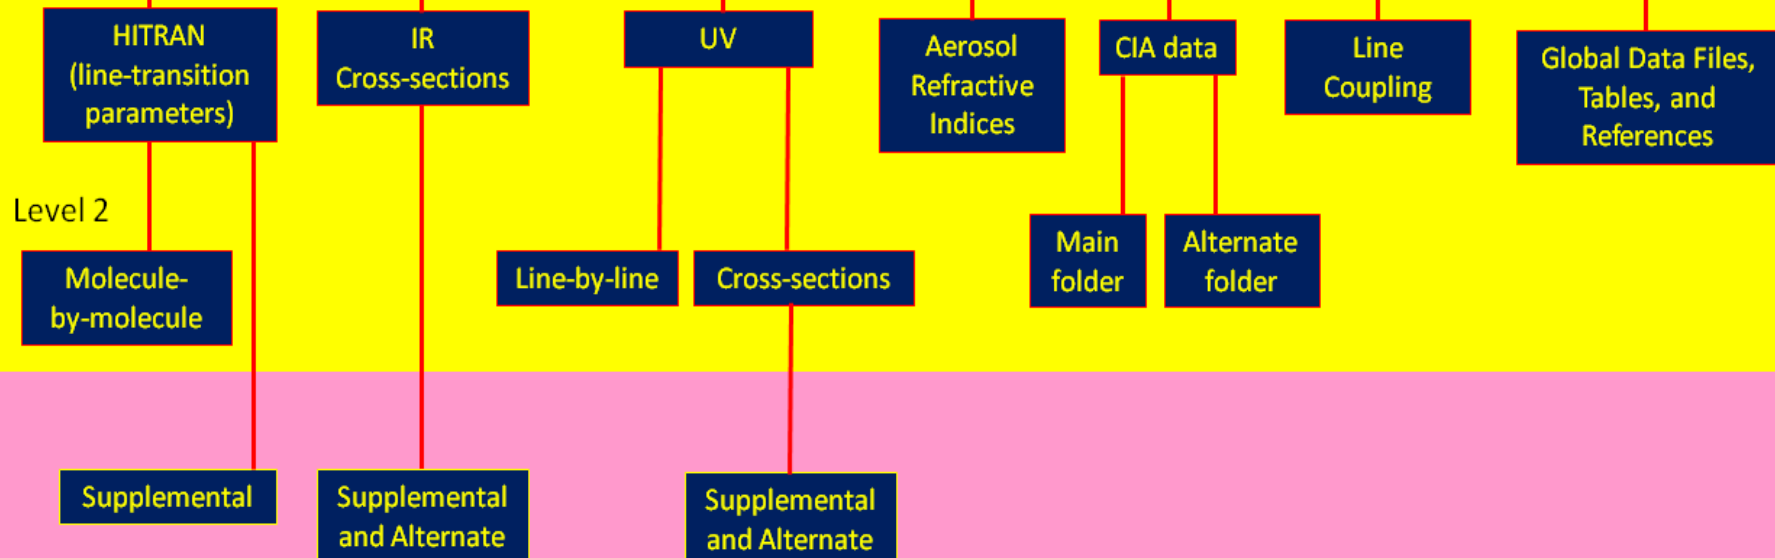 HITRAN
(line-transition
parameters)
IR
Cross-sections
UV
Aerosol
Refractive
Indices
CIA data
Line
Coupling
Global Data Files,
Tables, and
References
Level 2
Molecule-
by-molecule
Line-by-line
Cross-sections
Main
folder
Alternate
folder
Supplemental
Supplemental
and Alternate
Supplemental
and Alternate